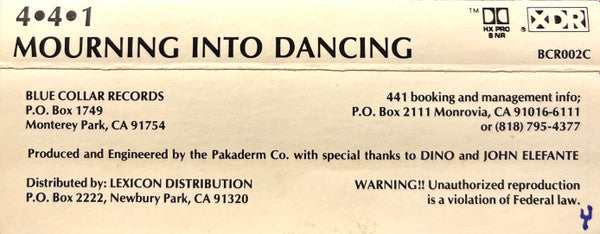 4•4•1
MOURNING INTO DANCING
™ HX PRO
B NR
XDR
BCR002C
BLUE COLLAR RECORDS
P.O. Box 1749
Monterey Park, CA 91754
441 booking and management info;
P.O. Box 2111 Monrovia, CA 91016-6111
or (818) 795-4377
Produced and Engineered by the Pakaderm Co. with special thanks to DINO and JOHN ELEFANTE
Distributed by: LEXICON DISTRIBUTION
P.O. Box 2222, Newbury Park, CA 91320
WARNING!! Unauthorized reproduction
is a violation of Federal law.